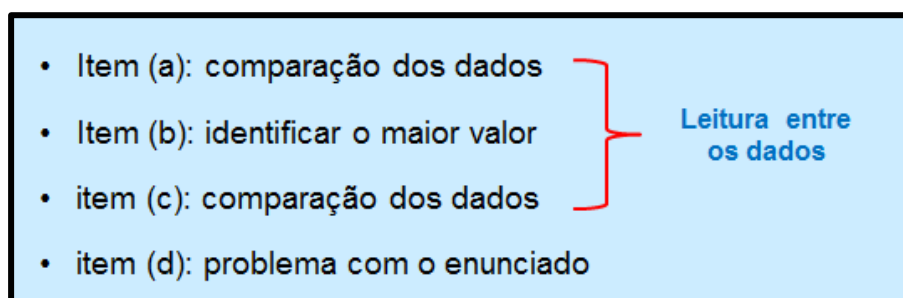 • Item (a): comparação dos dados
• Item (b): identificar o maior valor
• item (c): comparação dos dados
• item (d): problema com o enunciado
Leitura entre
os dados